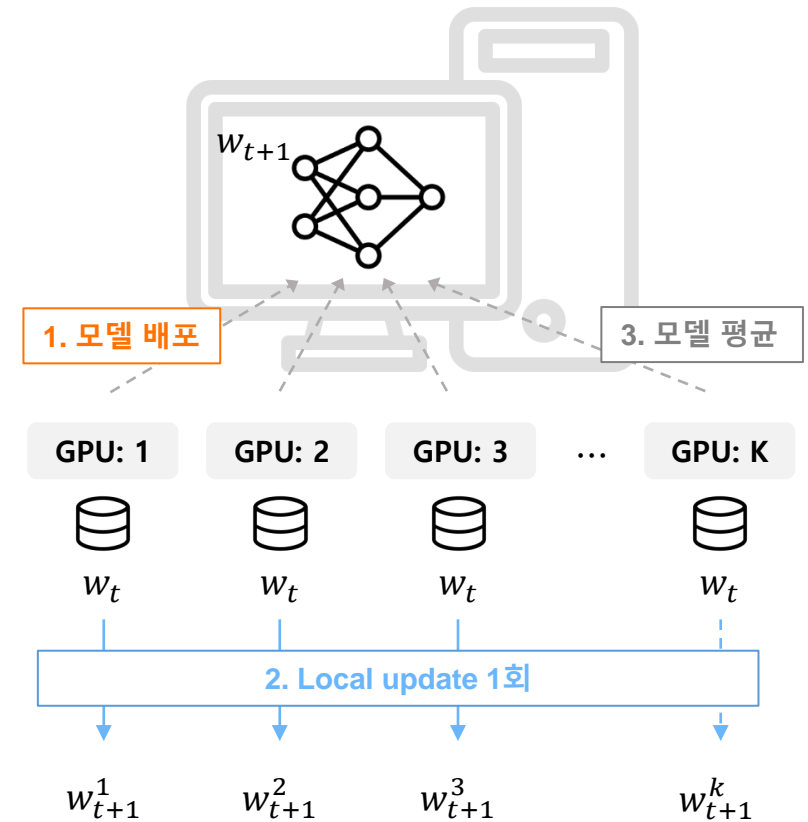 w_{t+1}
1. 모델 배포
3. 모델 평균
GPU: 1 GPU: 2 GPU: 3 … GPU: K
w_t w_t w_t w_t
2. Local update 1회
w_{t+1}^1 w_{t+1}^2 w_{t+1}^3 w_{t+1}^k